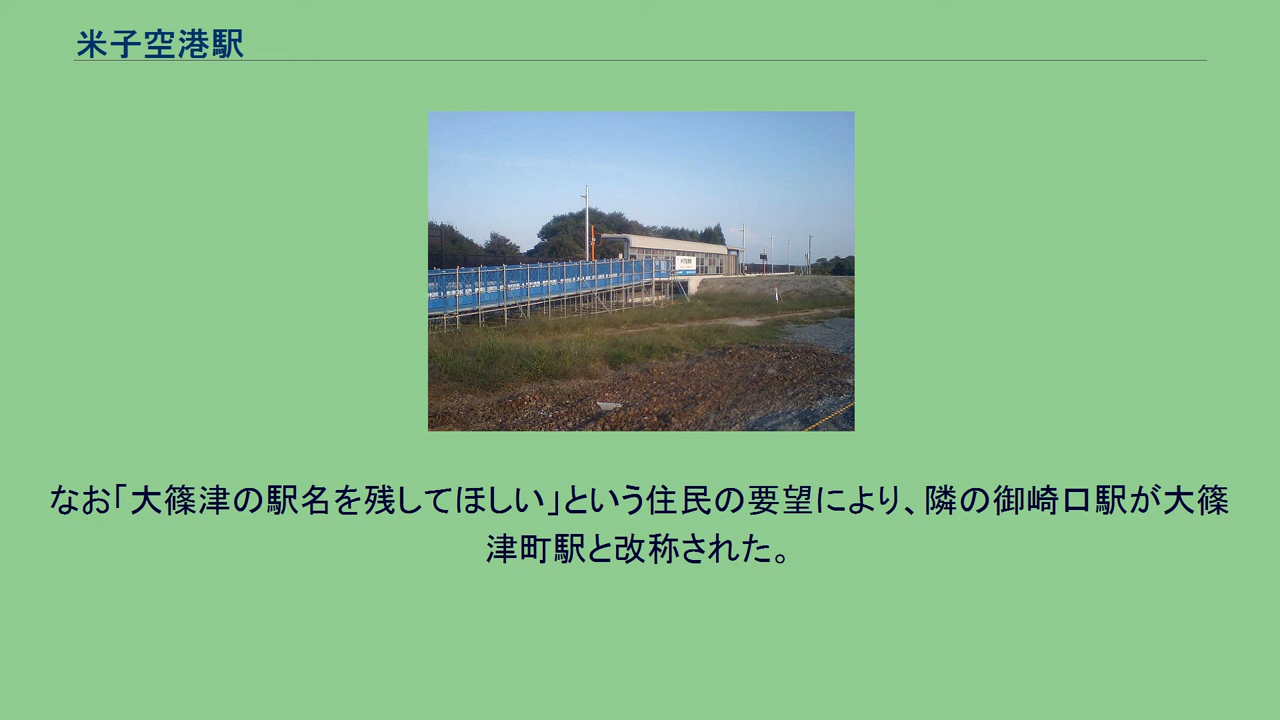 米子空港駅
なお「大篠津の駅名を残してほしい」という住民の要望により、隣の御崎口駅が大篠
津町駅と改称された。